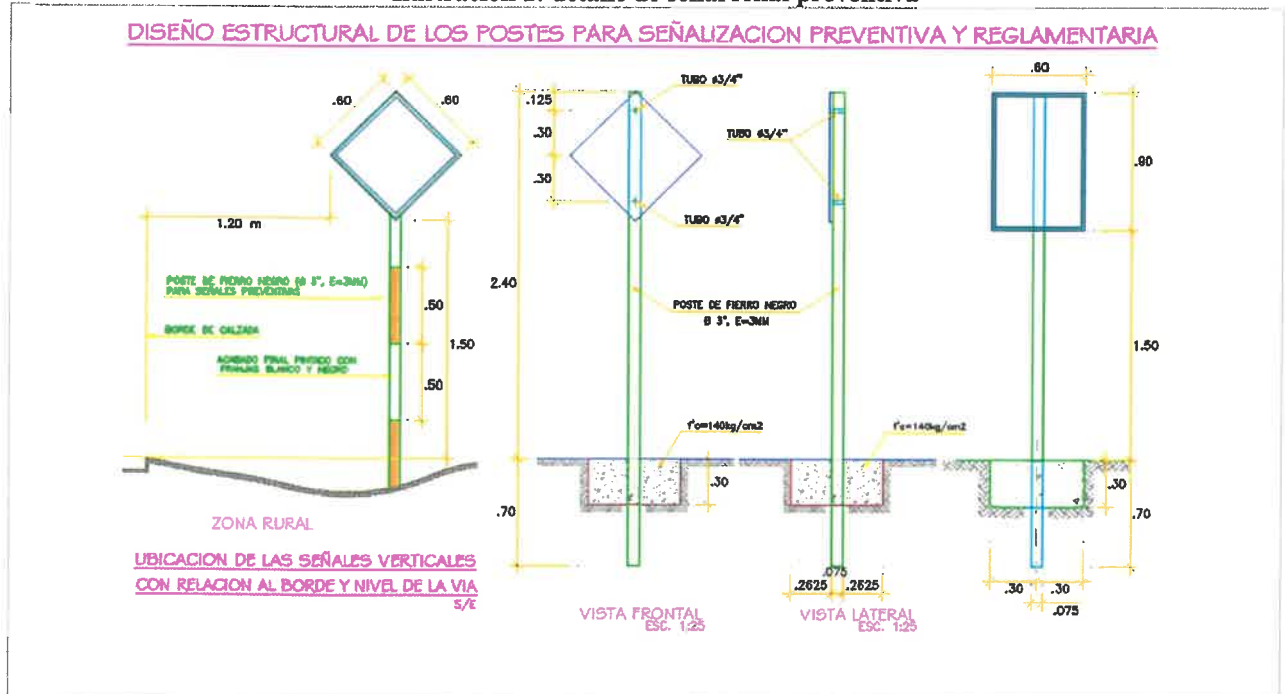 DISEÑO ESTRUCTURAL DE LOS POSTES PARA SEÑALIZACION PREVENTIVA Y REGLAMENTARIA
.60
.60
1.20 m
POSTE DE FIERRO NEGRO (Ø 3", E=3MM)
PARA SEÑALES PREVENTIVAS
BORDE DE CALZADA
ACABADO FINAL PINTADO CON
FRANJAS BLANCO Y NEGRO
.50
.50
1.50
ZONA RURAL
UBICACION DE LAS SEÑALES VERTICALES
CON RELACION AL BORDE Y NIVEL DE LA VIA
S/E
.125
.30
.30
2.40
.70
TUBO ø3/4"
TUBO ø3/4"
TUBO ø3/4"
POSTE DE FIERRO NEGRO
Ø 3", E=3MM
f'c=140kg/cm2
.30
VISTA FRONTAL
ESC. 1:25
f'c=140kg/cm2
.075
.2625
.2625
VISTA LATERAL
ESC. 1:25
.60
.90
1.50
.30
.70
.30
.30
.075